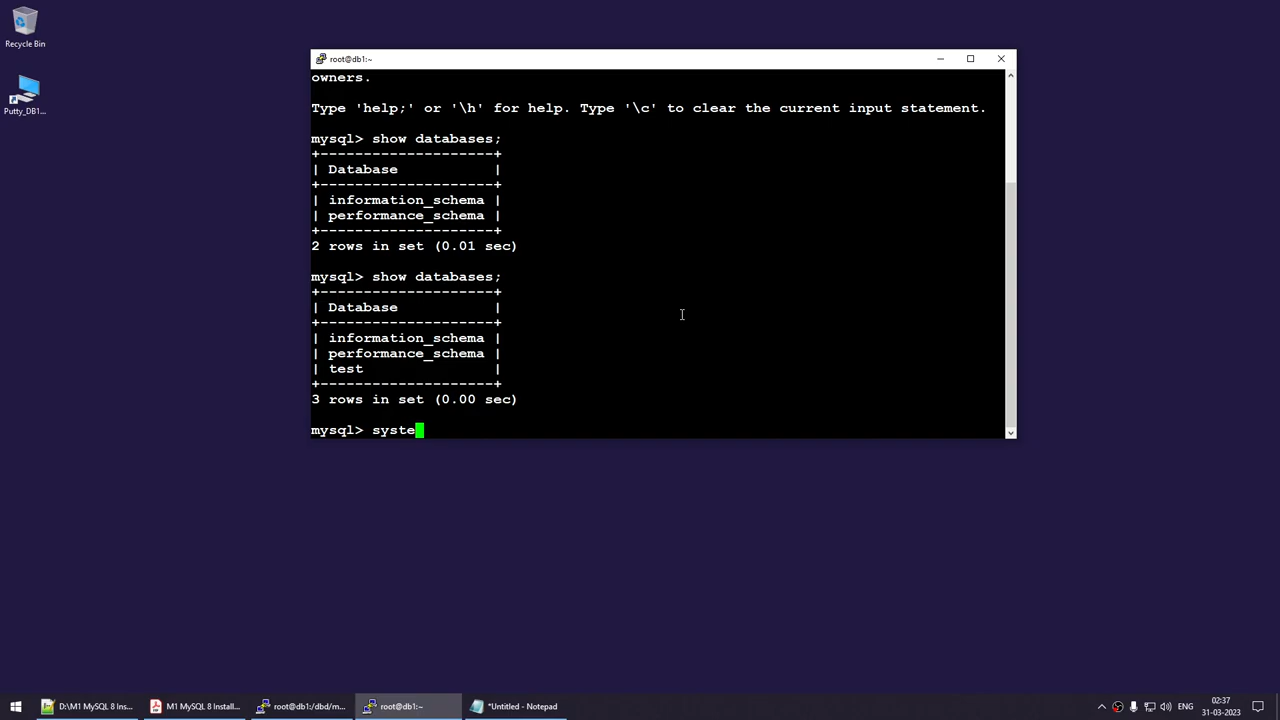 Recycle Bin
Putty_DB1...
root@db1:~
owners.
Type 'help;' or '\h' for help. Type '\c' to clear the current input statement.
mysql> show databases;
+--------------------+
| Database           |
+--------------------+
| information_schema |
| performance_schema |
+--------------------+
2 rows in set (0.01 sec)
mysql> show databases;
+--------------------+
| Database           |
+--------------------+
| information_schema |
| performance_schema |
| test               |
+--------------------+
3 rows in set (0.00 sec)
mysql> syste
D:\M1 MySQL 8 Ins...
M1 MySQL 8 Install...
root@db1:/dbd/m...
root@db1:~
*Untitled - Notepad
ENG
02:37
31-03-2023